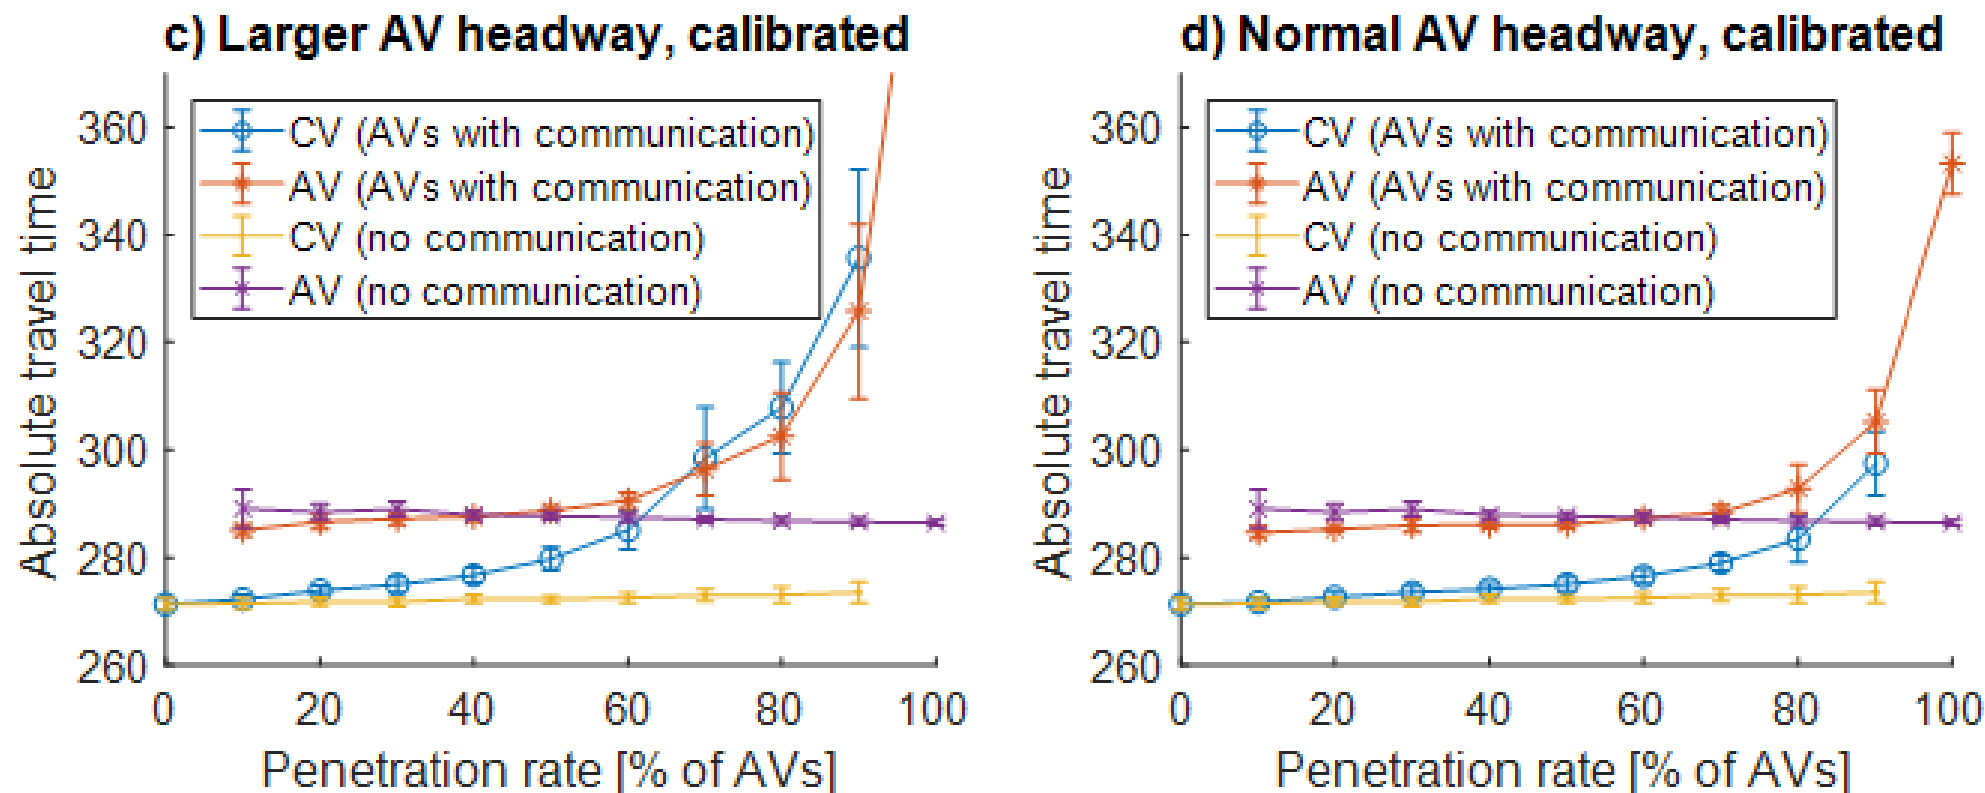 c) Larger AV headway, calibrated
Absolute travel time
360
340
320
300
280
260
CV (AVs with communication)
AV (AVs with communication)
CV (no communication)
AV (no communication)
0 20 40 60 80 100
Penetration rate [% of AVs]
d) Normal AV headway, calibrated
Absolute travel time
360
340
320
300
280
260
CV (AVs with communication)
AV (AVs with communication)
CV (no communication)
AV (no communication)
0 20 40 60 80 100
Penetration rate [% of AVs]